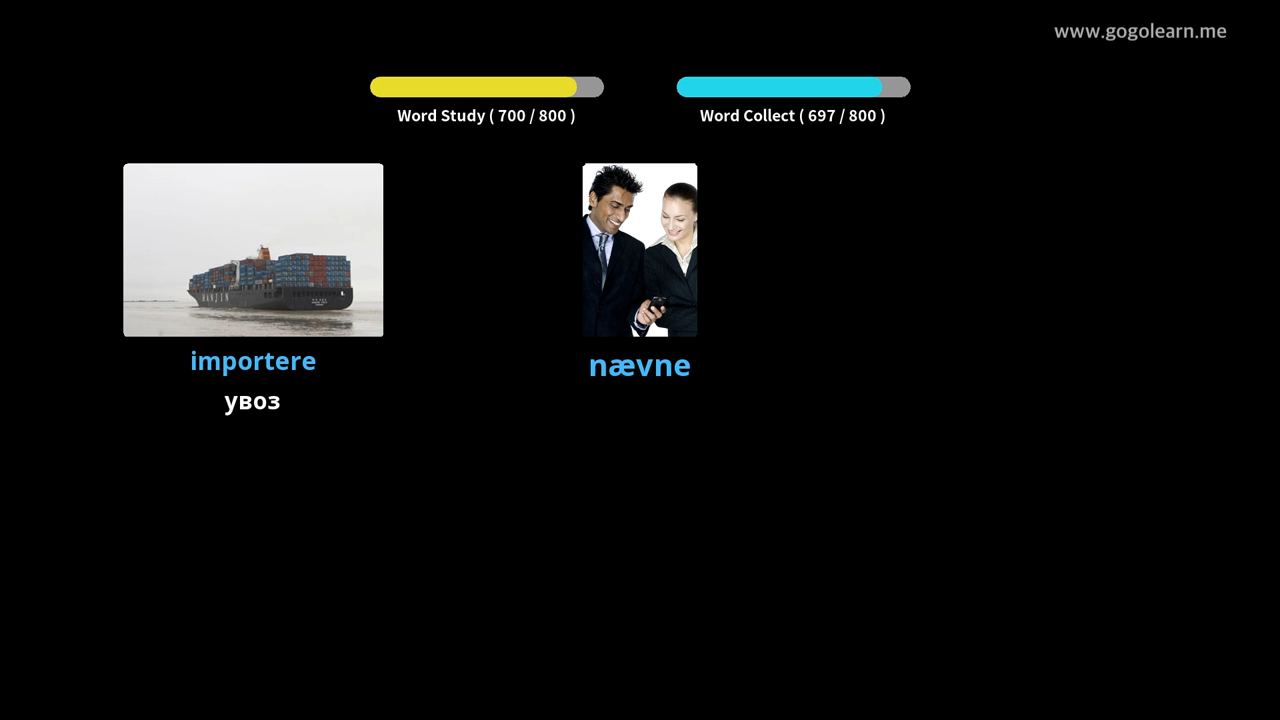 www.gogolearn.me
Word Study ( 700 / 800 )
Word Collect ( 697 / 800 )
importere
увоз
nævne